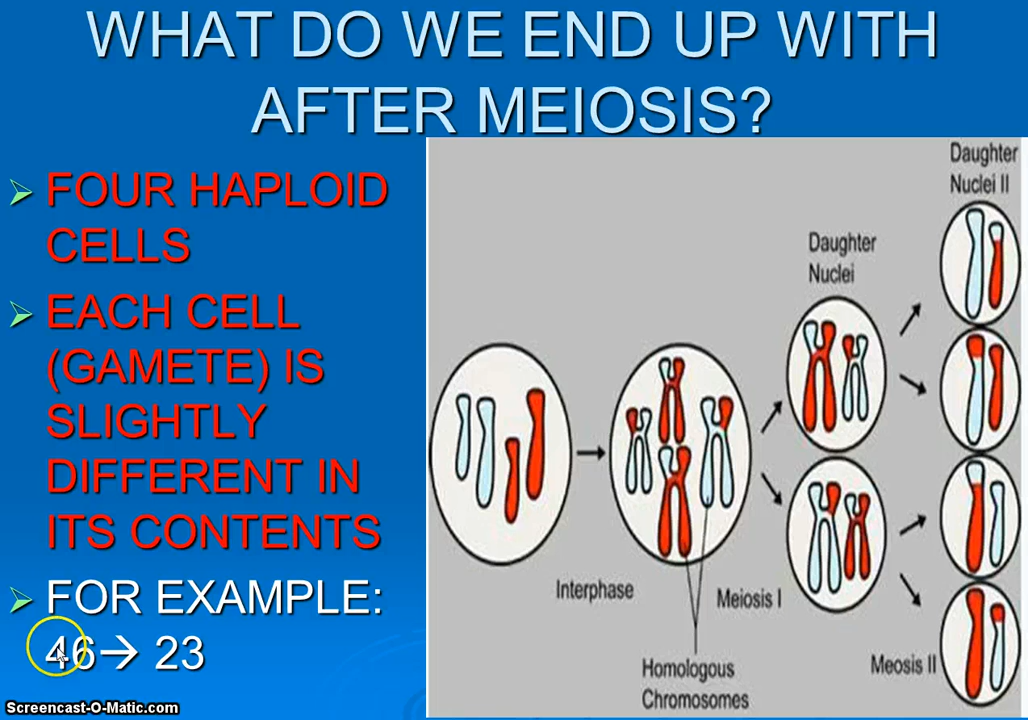 WHAT DO WE END UP WITH
AFTER MEIOSIS?
FOUR HAPLOID
CELLS
EACH CELL
(GAMETE) IS
SLIGHTLY
DIFFERENT IN
ITS CONTENTS
FOR EXAMPLE:
46→ 23
Daughter
Nuclei II
Daughter
Nuclei
Interphase
Meiosis I
Homologous
Chromosomes
Meosis II
Screencast-O-Matic.com